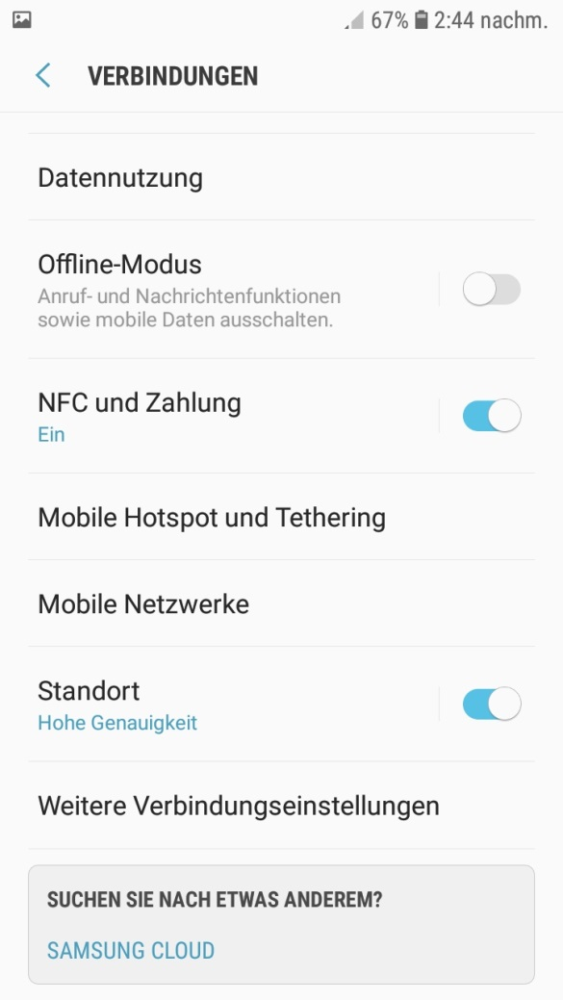 67% 2:44 nachm.
VERBINDUNGEN
Datennutzung
Offline-Modus
Anruf- und Nachrichtenfunktionen
sowie mobile Daten ausschalten.
NFC und Zahlung
Ein
Mobile Hotspot und Tethering
Mobile Netzwerke
Standort
Hohe Genauigkeit
Weitere Verbindungseinstellungen
SUCHEN SIE NACH ETWAS ANDEREM?
SAMSUNG CLOUD